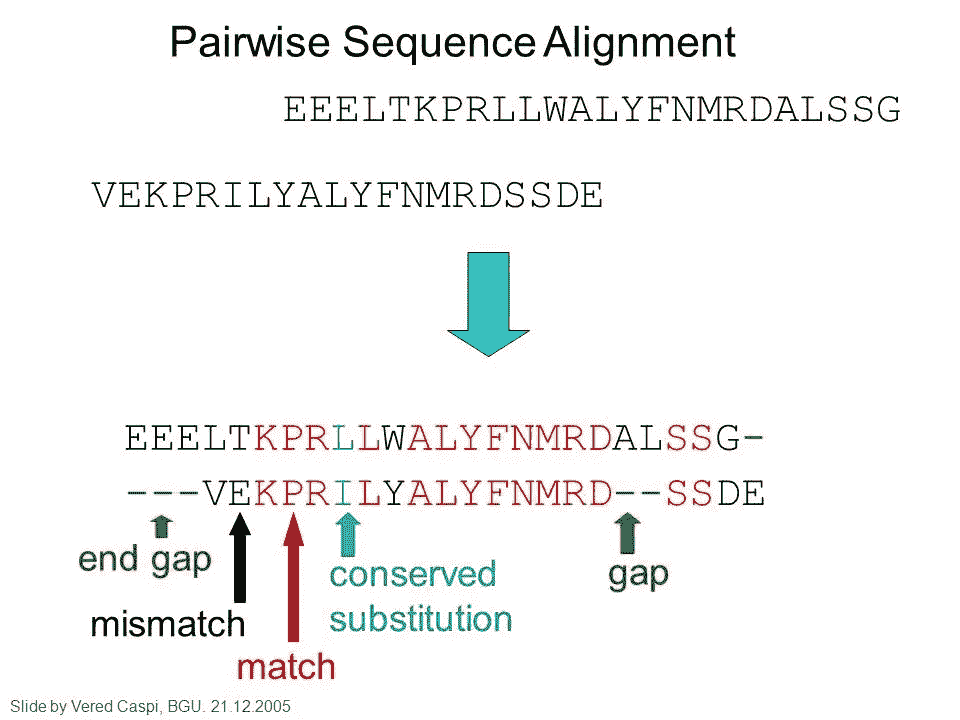 Pairwise Sequence Alignment
EEELTKPRLLWALYFNMRDALSSG
VEKPRILYALYFNMRDSSDE
EEELTKPRLLWALYFNMRDALSSG-
---VEKPRILYALYFNMRD--SSDE
end gap
mismatch
match
conserved
substitution
gap
Slide by Vered Caspi, BGU. 21.12.2005